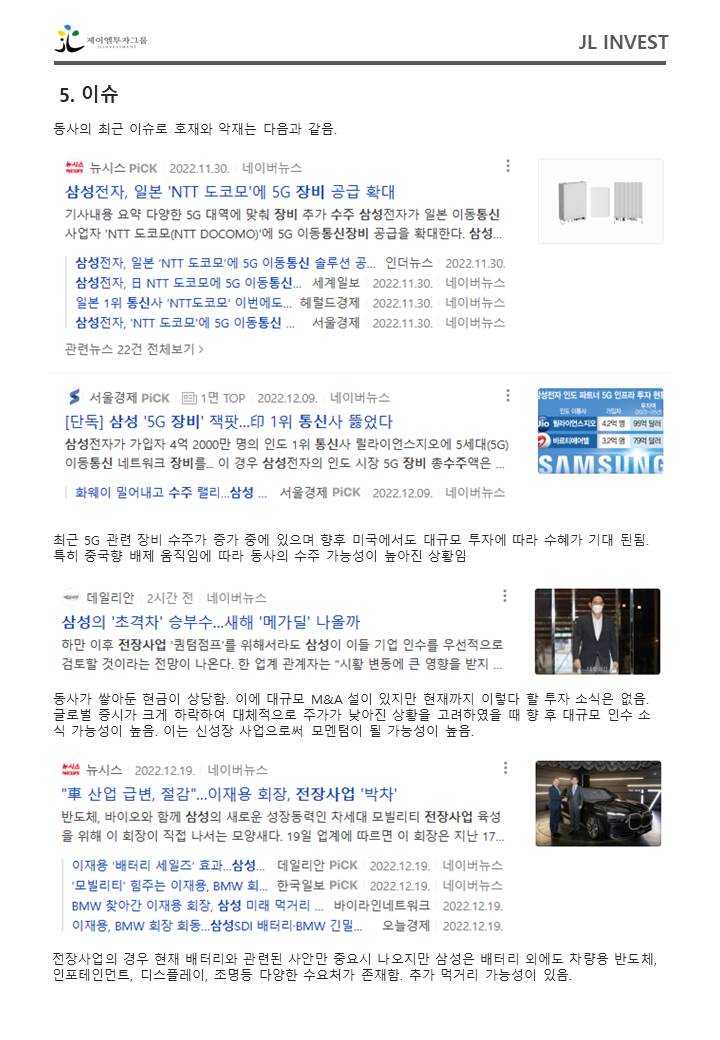 제이엘투자그룹
JL INVESTMENT
JL INVEST
5. 이슈
동사의 최근 이슈로 호재와 악재는 다음과 같음.
뉴시스 PiCK 2022.11.30. 네이버뉴스
삼성전자, 일본 'NTT 도코모'에 5G 장비 공급 확대
기사내용 요약 다양한 5G 대역에 맞춰 장비 추가 수주 삼성전자가 일본 이동통신
사업자 'NTT 도코모(NTT DOCOMO)'에 5G 이동통신장비 공급을 확대한다. 삼성...
삼성전자, 일본 'NTT 도코모'에 5G 이동통신 솔루션 공... 인더뉴스 2022.11.30.
삼성전자, 日 NTT 도코모에 5G 이동통신... 세계일보 2022.11.30. 네이버뉴스
일본 1위 통신사 'NTT도코모' 이번에도... 헤럴드경제 2022.11.30. 네이버뉴스
삼성전자, 'NTT 도코모'에 5G 이동통신 ... 서울경제 2022.11.30. 네이버뉴스
관련뉴스 22건 전체보기 >
서울경제 PiCK 1면 TOP 2022.12.09. 네이버뉴스
[단독] 삼성 '5G 장비' 잭팟...印 1위 통신사 뚫었다
삼성전자가 가입자 4억 2000만 명의 인도 1위 통신사 릴라이언스지오에 5세대(5G)
이동통신 네트워크 장비를... 이 경우 삼성전자의 인도 시장 5G 장비 총수주액은 ...
화웨이 밀어내고 수주 랠리...삼성 ... 서울경제 PiCK 2022.12.09. 네이버뉴스
삼성전자 인도 파트너 5G 인프라 투자 현황
인도 이통사 가입자 투자액
Jio 릴라이언스지오 4.2억 명 95억 달러
바르티에어텔 3.2억 명 79억 달러
SAMSUNG
최근 5G 관련 장비 수주가 증가 중에 있으며 향후 미국에서도 대규모 투자에 따라 수혜가 기대 된됨.
특히 중국향 배제 움직임에 따라 동사의 수주 가능성이 높아진 상황임
데일리안 2시간 전 네이버뉴스
삼성의 '초격차' 승부수...새해 '메가딜' 나올까
하만 이후 전장사업 '퀀텀점프'를 위해서라도 삼성이 이들 기업 인수를 우선적으로
검토할 것이라는 전망이 나온다. 한 업계 관계자는 "시황 변동에 큰 영향을 받지 ...
동사가 쌓아둔 현금이 상당함. 이에 대규모 M&A 설이 있지만 현재까지 이렇다 할 투자 소식은 없음.
글로벌 증시가 크게 하락하여 대체적으로 주가가 낮아진 상황을 고려하였을 때 향 후 대규모 인수 소
식 가능성이 높음. 이는 신성장 사업으로써 모멘텀이 될 가능성이 높음.
뉴시스 2022.12.19. 네이버뉴스
"車 산업 급변, 절감"...이재용 회장, 전장사업 '박차'
반도체, 바이오와 함께 삼성의 새로운 성장동력인 차세대 모빌리티 전장사업 육성
을 위해 이 회장이 직접 나서는 모양새다. 19일 업계에 따르면 이 회장은 지난 17...
이재용 '배터리 세일즈' 효과...삼성... 데일리안 PiCK 2022.12.19. 네이버뉴스
'모빌리티' 힘주는 이재용, BMW 회... 한국일보 PiCK 2022.12.19. 네이버뉴스
BMW 찾아간 이재용 회장, 삼성 미래 먹거리 ... 바이라인네트워크 2022.12.19.
이재용, BMW 회장 회동...삼성SDI 배터리·BMW 긴밀... 오늘경제 2022.12.19.
전장사업의 경우 현재 배터리와 관련된 사안만 중요시 나오지만 삼성은 배터리 외에도 차량용 반도체,
인포테인먼트, 디스플레이, 조명등 다양한 수요처가 존재함. 추가 먹거리 가능성이 있음.